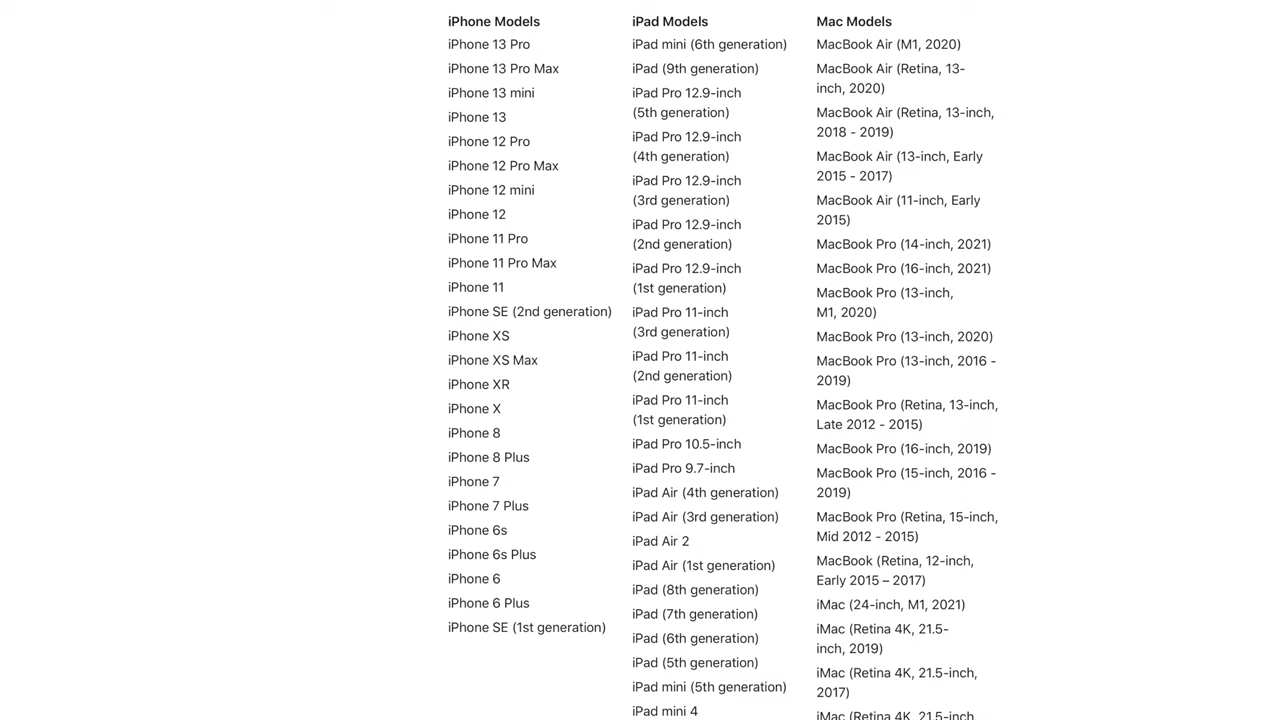 iPhone Models
iPhone 13 Pro
iPhone 13 Pro Max
iPhone 13 mini
iPhone 13
iPhone 12 Pro
iPhone 12 Pro Max
iPhone 12 mini
iPhone 12
iPhone 11 Pro
iPhone 11 Pro Max
iPhone 11
iPhone SE (2nd generation)
iPhone XS
iPhone XS Max
iPhone XR
iPhone X
iPhone 8
iPhone 8 Plus
iPhone 7
iPhone 7 Plus
iPhone 6s
iPhone 6s Plus
iPhone 6
iPhone 6 Plus
iPhone SE (1st generation)
iPad Models
iPad mini (6th generation)
iPad (9th generation)
iPad Pro 12.9-inch
(5th generation)
iPad Pro 12.9-inch
(4th generation)
iPad Pro 12.9-inch
(3rd generation)
iPad Pro 12.9-inch
(2nd generation)
iPad Pro 12.9-inch
(1st generation)
iPad Pro 11-inch
(3rd generation)
iPad Pro 11-inch
(2nd generation)
iPad Pro 11-inch
(1st generation)
iPad Pro 10.5-inch
iPad Pro 9.7-inch
iPad Air (4th generation)
iPad Air (3rd generation)
iPad Air 2
iPad Air (1st generation)
iPad (8th generation)
iPad (7th generation)
iPad (6th generation)
iPad (5th generation)
iPad mini (5th generation)
iPad mini 4
Mac Models
MacBook Air (M1, 2020)
MacBook Air (Retina, 13-
inch, 2020)
MacBook Air (Retina, 13-inch,
2018 - 2019)
MacBook Air (13-inch, Early
2015 - 2017)
MacBook Air (11-inch, Early
2015)
MacBook Pro (14-inch, 2021)
MacBook Pro (16-inch, 2021)
MacBook Pro (13-inch,
M1, 2020)
MacBook Pro (13-inch, 2020)
MacBook Pro (13-inch, 2016 -
2019)
MacBook Pro (Retina, 13-inch,
Late 2012 - 2015)
MacBook Pro (16-inch, 2019)
MacBook Pro (15-inch, 2016 -
2019)
MacBook Pro (Retina, 15-inch,
Mid 2012 - 2015)
MacBook (Retina, 12-inch,
Early 2015 – 2017)
iMac (24-inch, M1, 2021)
iMac (Retina 4K, 21.5-
inch, 2019)
iMac (Retina 4K, 21.5-inch,
2017)
iMac (Retina 4K, 21.5-inch,